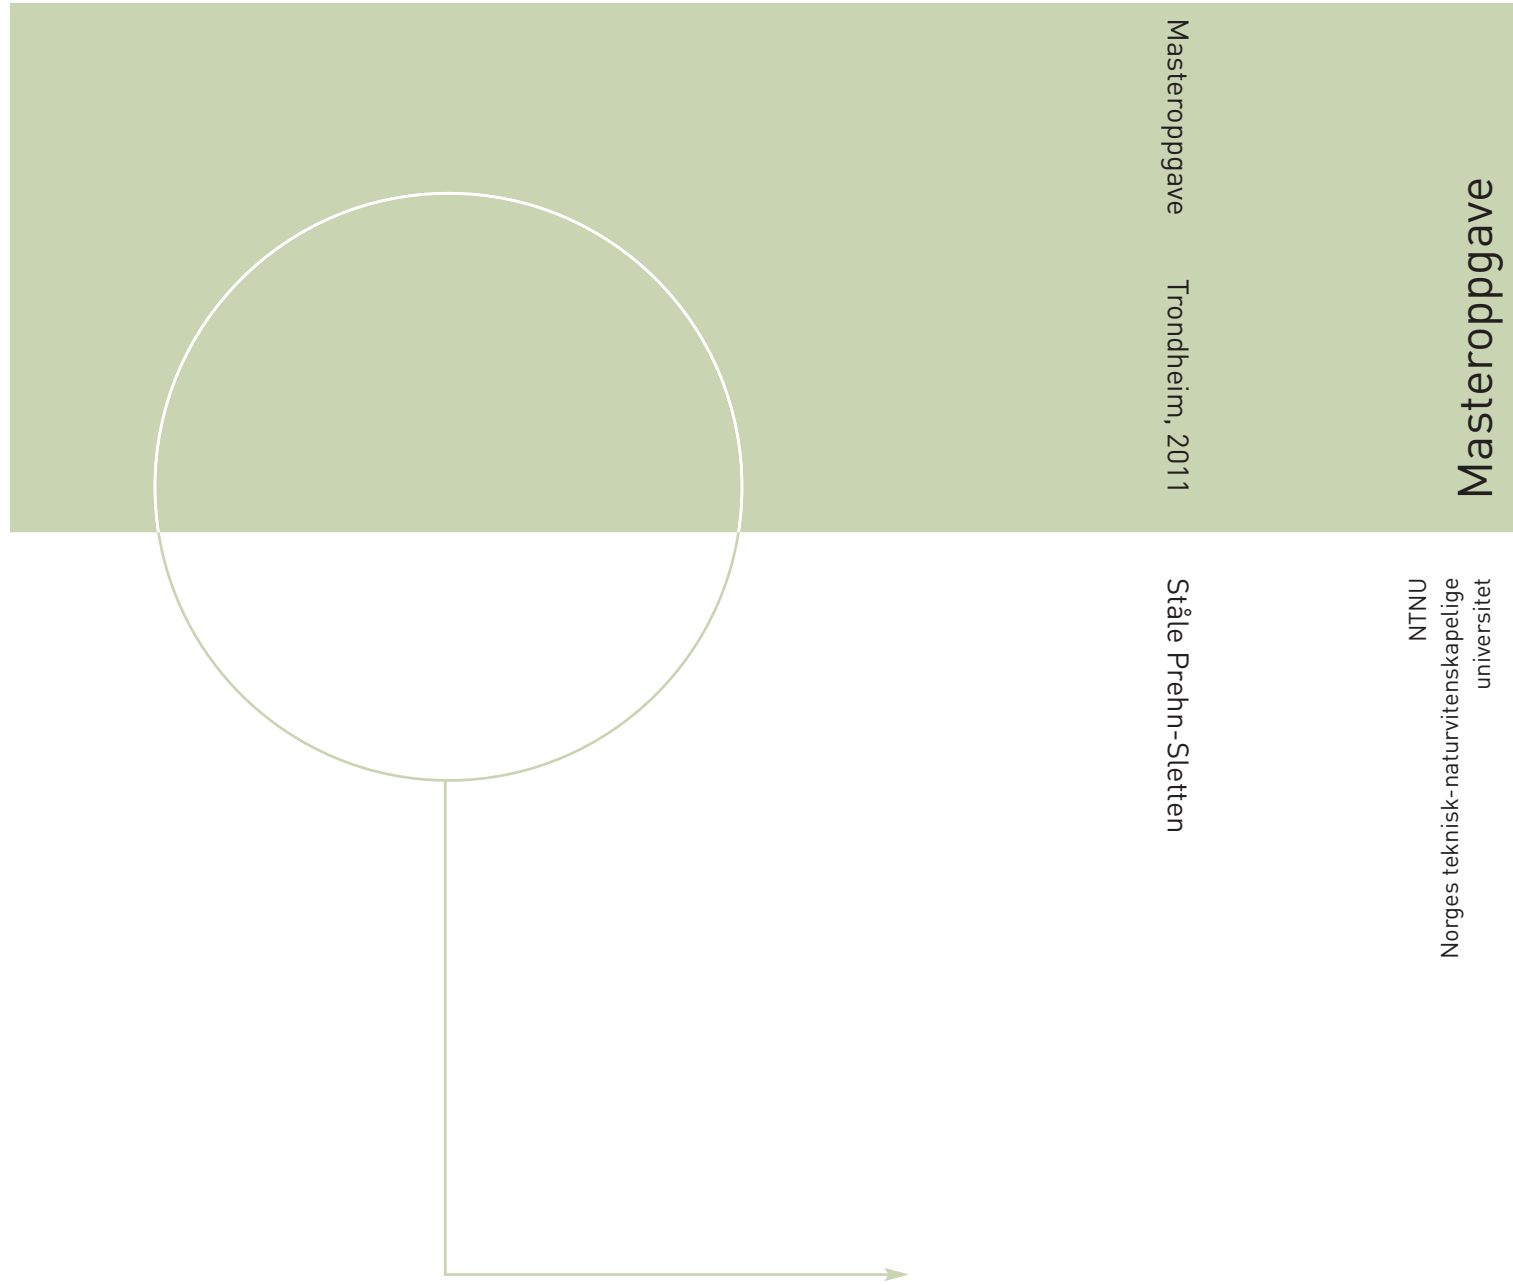 Masteroppgave
Trondheim, 2011
Ståle Prehn-Sletten
Masteroppgave
NTNU
Norges teknisk-naturvitenskapelige
universitet